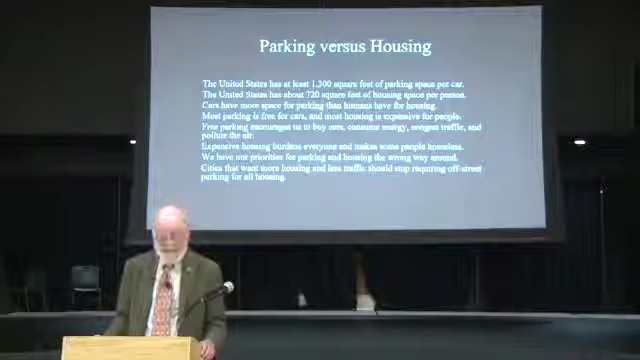 Parking versus Housing
The United States has at least 1,300 square feet of parking space per car.
The United States has about 720 square feet of housing space per person.
Cars have more space for parking than humans have for housing.
Most parking is free for cars, and most housing is expensive for people.
Free parking encourages us to buy cars, consume energy, congest traffic, and
pollute the air.
Expensive housing burdens everyone and makes some people homeless.
We have our priorities for parking and housing the wrong way around.
Cities that want more housing and less traffic should stop requiring off-street
parking for all housing.